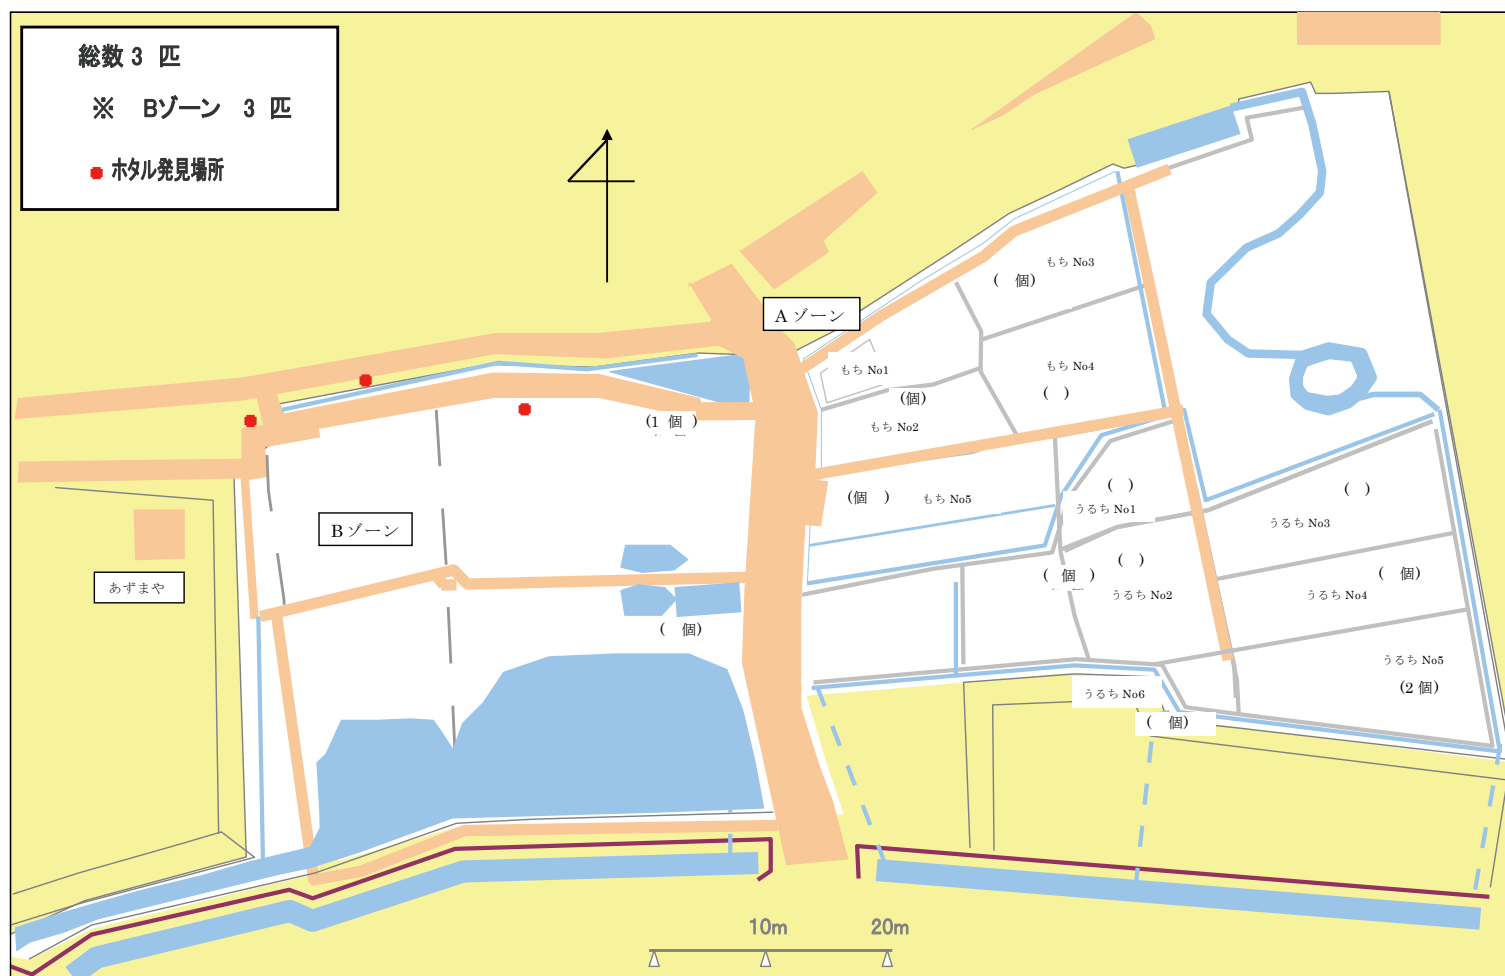 総数 3 匹
※ Bゾーン 3 匹
ホタル発見場所
A ゾーン
もち No3
( 個)
もち No1
もち No4
(個)
( )
(1 個 )
もち No2
(個 )
もち No5
( )
うるち No1
( )
うるち No3
B ゾーン
( )
( 個 )
うるち No2
( 個)
うるち No4
あずまや
( 個)
うるち No5
(2 個)
うるち No6
( 個)
10m
20m